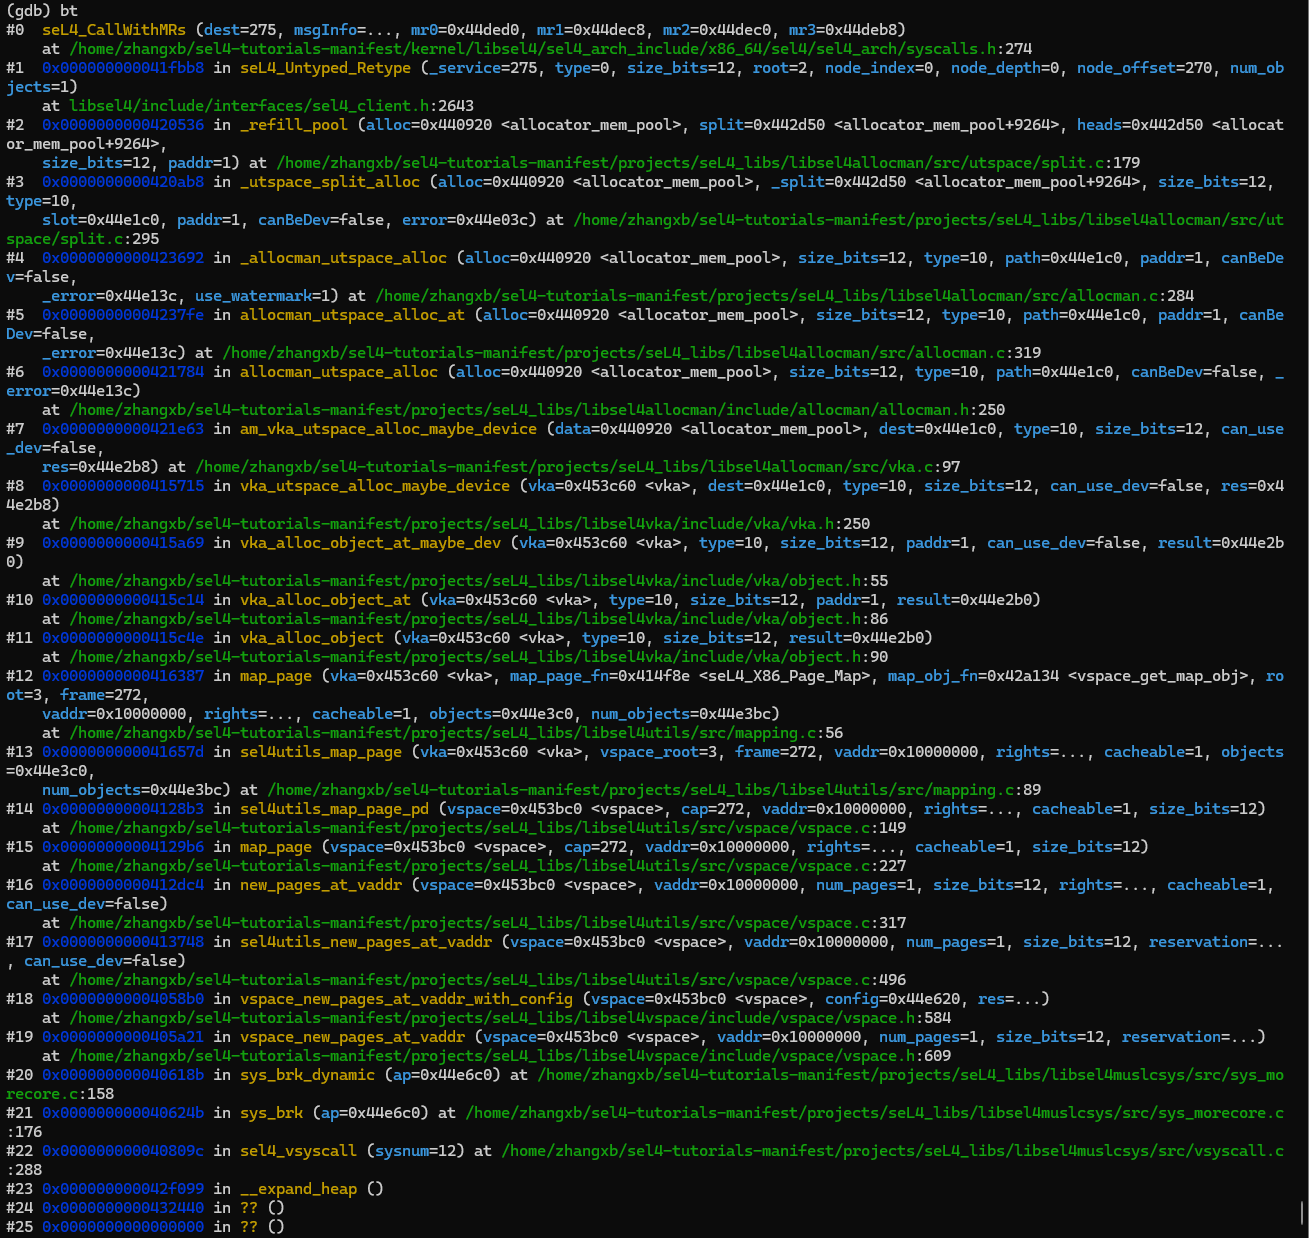 (gdb) bt
#0  seL4_CallWithMRs (dest=275, msgInfo=..., mr0=0x44ded0, mr1=0x44dec8, mr2=0x44dec0, mr3=0x44deb8)
    at /home/zhangxb/sel4-tutorials-manifest/kernel/libsel4/sel4_arch_include/x86_64/sel4/sel4_arch/syscalls.h:274
#1  0x000000000041fbb8 in seL4_Untyped_Retype (_service=275, type=0, size_bits=12, root=2, node_index=0, node_depth=0, node_offset=270, num_ob
jects=1)
    at libsel4/include/interfaces/sel4_client.h:2643
#2  0x0000000000420536 in _refill_pool (alloc=0x440920 <allocator_mem_pool>, split=0x442d50 <allocator_mem_pool+9264>, heads=0x442d50 <allocat
or_mem_pool+9264>,
    size_bits=12, paddr=1) at /home/zhangxb/sel4-tutorials-manifest/projects/seL4_libs/libsel4allocman/src/utspace/split.c:179
#3  0x0000000000420ab8 in _utspace_split_alloc (alloc=0x440920 <allocator_mem_pool>, _split=0x442d50 <allocator_mem_pool+9264>, size_bits=12,
type=10,
    slot=0x44e1c0, paddr=1, canBeDev=false, error=0x44e03c) at /home/zhangxb/sel4-tutorials-manifest/projects/seL4_libs/libsel4allocman/src/ut
space/split.c:295
#4  0x0000000000423692 in _allocman_utspace_alloc (alloc=0x440920 <allocator_mem_pool>, size_bits=12, type=10, path=0x44e1c0, paddr=1, canBeDe
v=false,
    _error=0x44e13c, use_watermark=1) at /home/zhangxb/sel4-tutorials-manifest/projects/seL4_libs/libsel4allocman/src/allocman.c:284
#5  0x00000000004237fe in allocman_utspace_alloc_at (alloc=0x440920 <allocator_mem_pool>, size_bits=12, type=10, path=0x44e1c0, paddr=1, canBe
Dev=false,
    _error=0x44e13c) at /home/zhangxb/sel4-tutorials-manifest/projects/seL4_libs/libsel4allocman/src/allocman.c:319
#6  0x0000000000421784 in allocman_utspace_alloc (alloc=0x440920 <allocator_mem_pool>, size_bits=12, type=10, path=0x44e1c0, canBeDev=false, _
error=0x44e13c)
    at /home/zhangxb/sel4-tutorials-manifest/projects/seL4_libs/libsel4allocman/include/allocman/allocman.h:250
#7  0x0000000000421e63 in am_vka_utspace_alloc_maybe_device (data=0x440920 <allocator_mem_pool>, dest=0x44e1c0, type=10, size_bits=12, can_use
_dev=false,
    res=0x44e2b8) at /home/zhangxb/sel4-tutorials-manifest/projects/seL4_libs/libsel4allocman/src/vka.c:97
#8  0x0000000000415715 in vka_utspace_alloc_maybe_device (vka=0x453c60 <vka>, dest=0x44e1c0, type=10, size_bits=12, can_use_dev=false, res=0x4
4e2b8)
    at /home/zhangxb/sel4-tutorials-manifest/projects/seL4_libs/libsel4vka/include/vka/vka.h:250
#9  0x0000000000415a69 in vka_alloc_object_at_maybe_dev (vka=0x453c60 <vka>, type=10, size_bits=12, paddr=1, can_use_dev=false, result=0x44e2b
0)
    at /home/zhangxb/sel4-tutorials-manifest/projects/seL4_libs/libsel4vka/include/vka/object.h:55
#10 0x0000000000415c14 in vka_alloc_object_at (vka=0x453c60 <vka>, type=10, size_bits=12, paddr=1, result=0x44e2b0)
    at /home/zhangxb/sel4-tutorials-manifest/projects/seL4_libs/libsel4vka/include/vka/object.h:86
#11 0x0000000000415c4e in vka_alloc_object (vka=0x453c60 <vka>, type=10, size_bits=12, result=0x44e2b0)
    at /home/zhangxb/sel4-tutorials-manifest/projects/seL4_libs/libsel4vka/include/vka/object.h:90
#12 0x0000000000416387 in map_page (vka=0x453c60 <vka>, map_page_fn=0x414f8e <seL4_X86_Page_Map>, map_obj_fn=0x42a134 <vspace_get_map_obj>, ro
ot=3, frame=272,
    vaddr=0x10000000, rights=..., cacheable=1, objects=0x44e3c0, num_objects=0x44e3bc)
    at /home/zhangxb/sel4-tutorials-manifest/projects/seL4_libs/libsel4utils/src/mapping.c:56
#13 0x000000000041657d in sel4utils_map_page (vka=0x453c60 <vka>, vspace_root=3, frame=272, vaddr=0x10000000, rights=..., cacheable=1, objects
=0x44e3c0,
    num_objects=0x44e3bc) at /home/zhangxb/sel4-tutorials-manifest/projects/seL4_libs/libsel4utils/src/mapping.c:89
#14 0x00000000004128b3 in sel4utils_map_page_pd (vspace=0x453bc0 <vspace>, cap=272, vaddr=0x10000000, rights=..., cacheable=1, size_bits=12)
    at /home/zhangxb/sel4-tutorials-manifest/projects/seL4_libs/libsel4utils/src/vspace/vspace.c:149
#15 0x00000000004129b6 in map_page (vspace=0x453bc0 <vspace>, cap=272, vaddr=0x10000000, rights=..., cacheable=1, size_bits=12)
    at /home/zhangxb/sel4-tutorials-manifest/projects/seL4_libs/libsel4utils/src/vspace/vspace.c:227
#16 0x0000000000412dc4 in new_pages_at_vaddr (vspace=0x453bc0 <vspace>, vaddr=0x10000000, num_pages=1, size_bits=12, rights=..., cacheable=1,
can_use_dev=false)
    at /home/zhangxb/sel4-tutorials-manifest/projects/seL4_libs/libsel4utils/src/vspace/vspace.c:317
#17 0x0000000000413748 in sel4utils_new_pages_at_vaddr (vspace=0x453bc0 <vspace>, vaddr=0x10000000, num_pages=1, size_bits=12, reservation=...
, can_use_dev=false)
    at /home/zhangxb/sel4-tutorials-manifest/projects/seL4_libs/libsel4utils/src/vspace/vspace.c:496
#18 0x00000000004058b0 in vspace_new_pages_at_vaddr_with_config (vspace=0x453bc0 <vspace>, config=0x44e620, res=...)
    at /home/zhangxb/sel4-tutorials-manifest/projects/seL4_libs/libsel4vspace/include/vspace/vspace.h:584
#19 0x0000000000405a21 in vspace_new_pages_at_vaddr (vspace=0x453bc0 <vspace>, vaddr=0x10000000, num_pages=1, size_bits=12, reservation=...)
    at /home/zhangxb/sel4-tutorials-manifest/projects/seL4_libs/libsel4vspace/include/vspace/vspace.h:609
#20 0x000000000040618b in sys_brk_dynamic (ap=0x44e6c0) at /home/zhangxb/sel4-tutorials-manifest/projects/seL4_libs/libsel4muslcsys/src/sys_mo
recore.c:158
#21 0x000000000040624b in sys_brk (ap=0x44e6c0) at /home/zhangxb/sel4-tutorials-manifest/projects/seL4_libs/libsel4muslcsys/src/sys_morecore.c
:176
#22 0x000000000040809c in sel4_vsyscall (sysnum=12) at /home/zhangxb/sel4-tutorials-manifest/projects/seL4_libs/libsel4muslcsys/src/vsyscall.c
:288
#23 0x000000000042f099 in __expand_heap ()
#24 0x0000000000432440 in ?? ()
#25 0x0000000000000000 in ?? ()